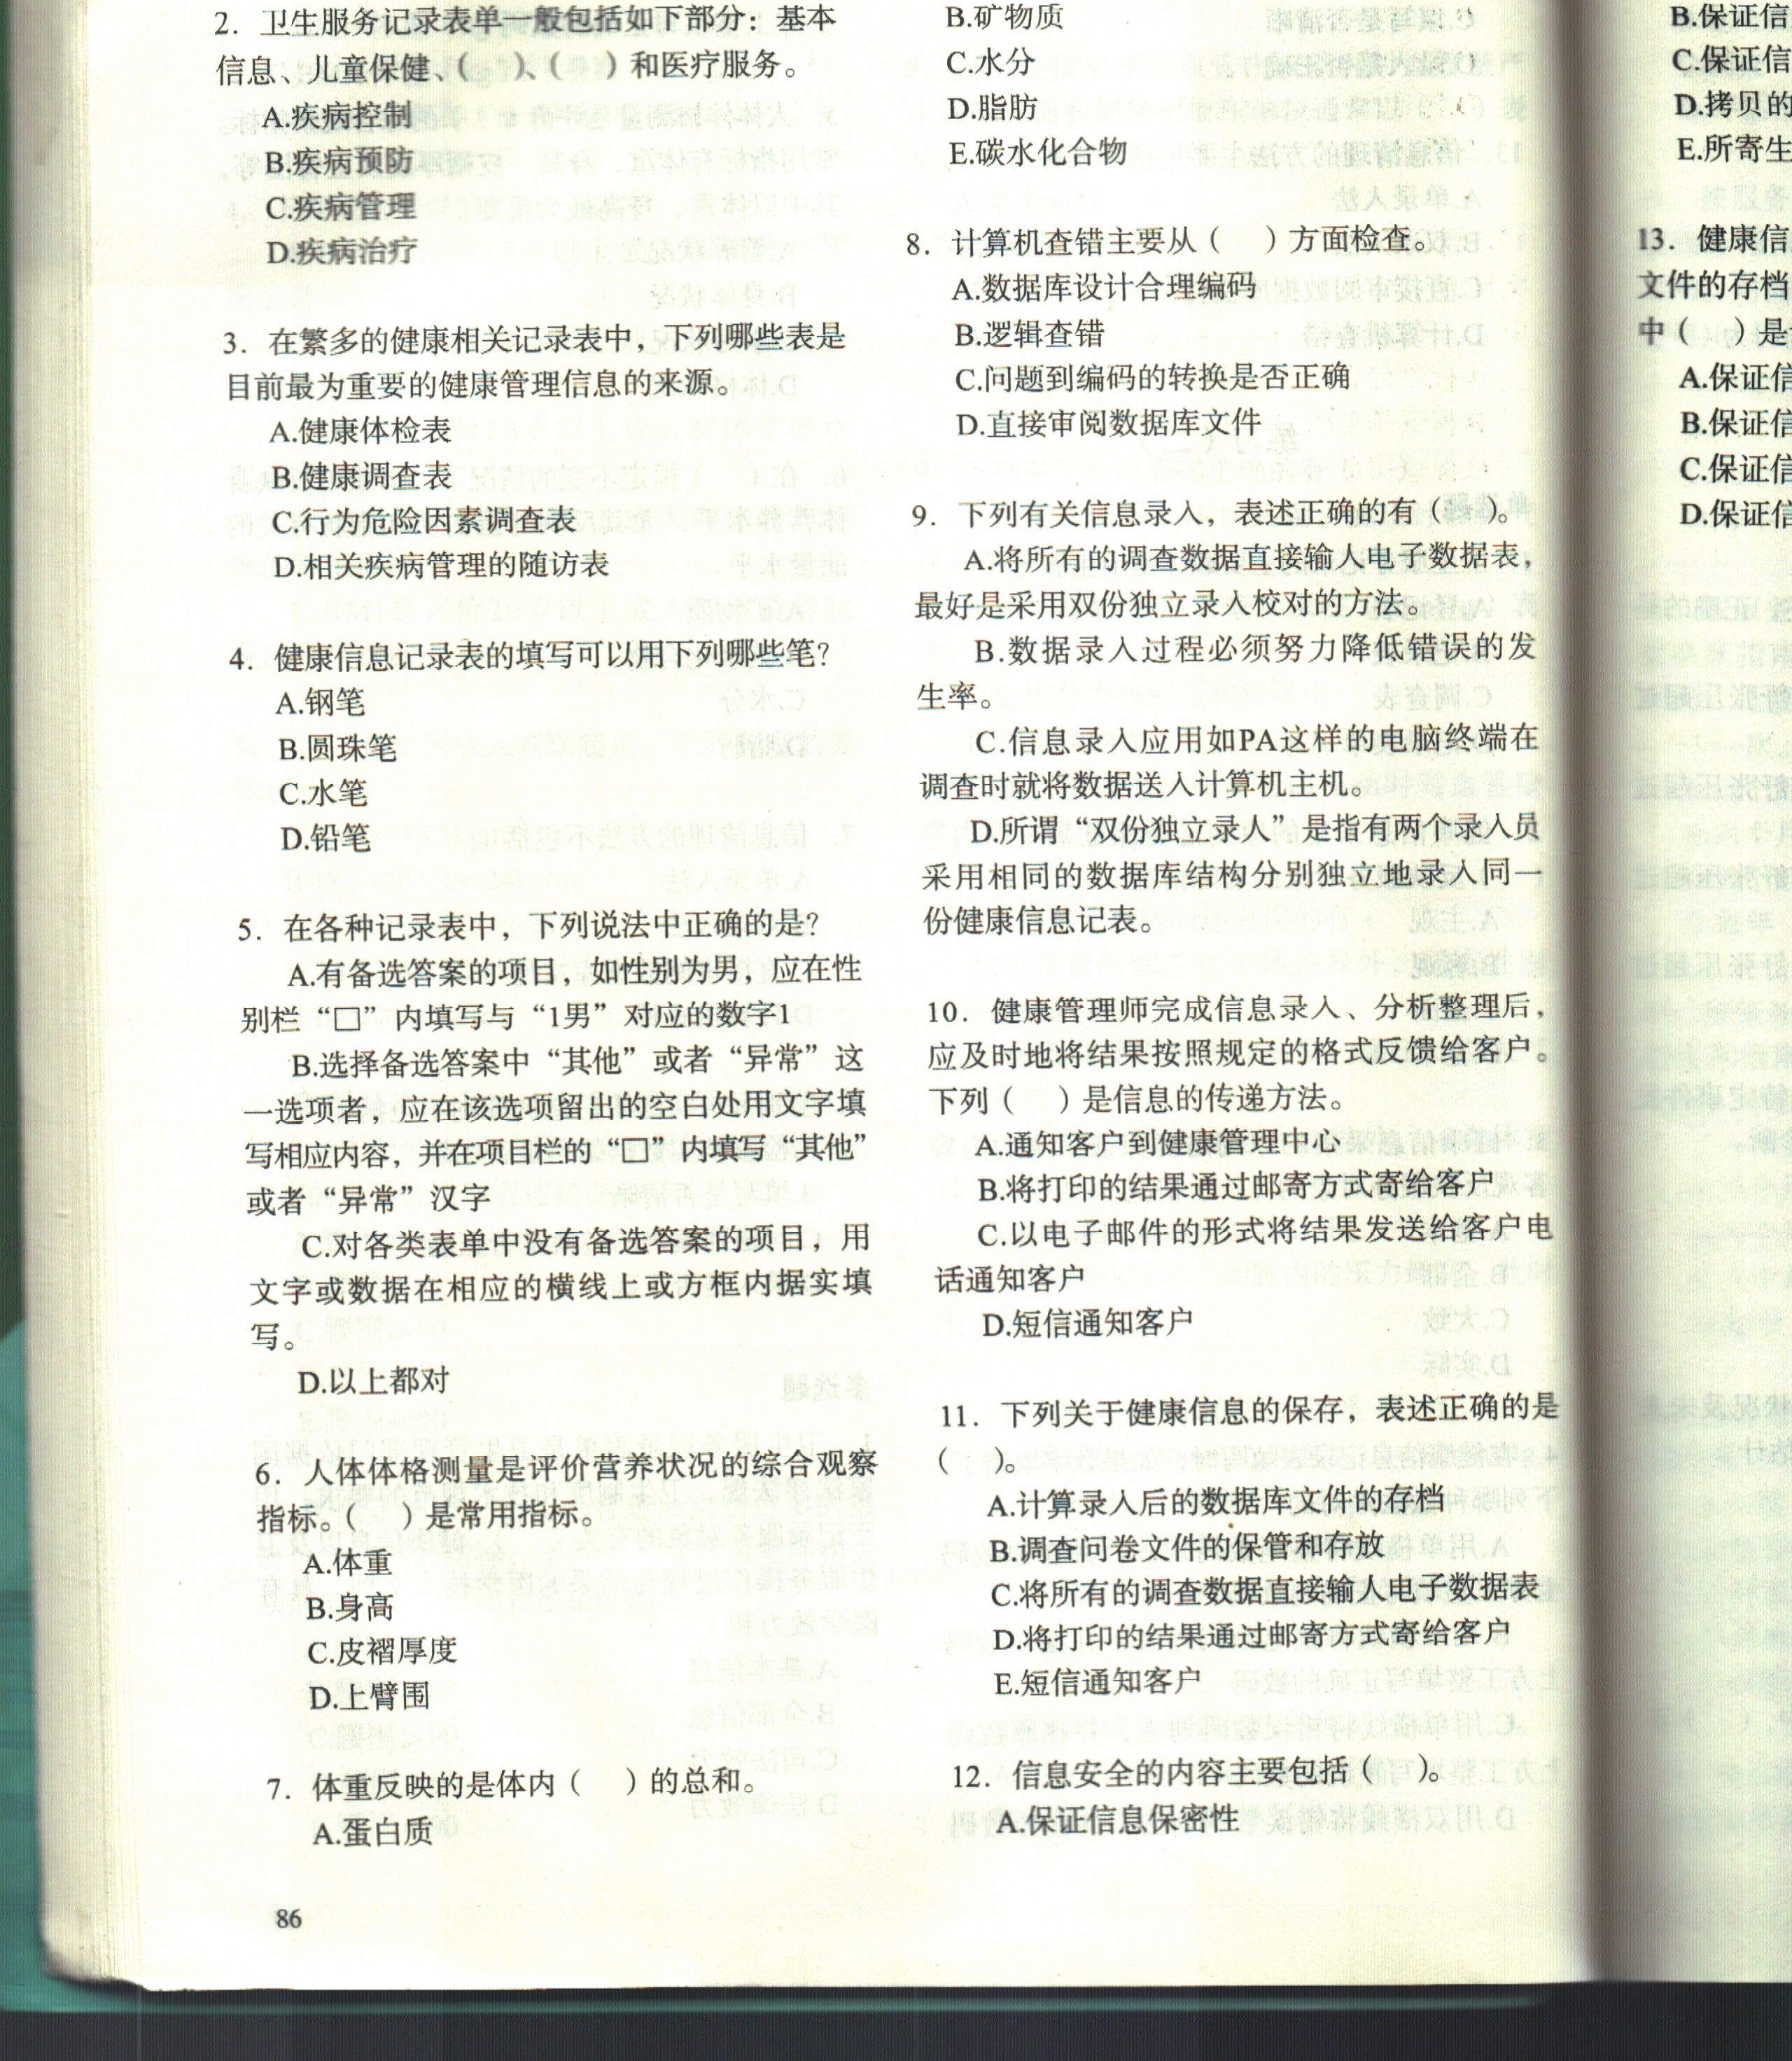 2．卫生服务记录表单一般包括如下部分：基本
信息、儿童保健、（　）、（　）和医疗服务。
A.疾病控制
B.疾病预防
C.疾病管理
D.疾病治疗
3．在繁多的健康相关记录表中，下列哪些表是
目前最为重要的健康管理信息的来源。
A.健康体检表
B.健康调查表
C.行为危险因素调查表
D.相关疾病管理的随访表
4．健康信息记录表的填写可以用下列哪些笔？
A.钢笔
B.圆珠笔
C.水笔
D.铅笔
5．在各种记录表中，下列说法中正确的是？
A.有备选答案的项目，如性别为男，应在性
别栏“□”内填写与“1男”对应的数字1
B.选择备选答案中“其他”或者“异常”这
一选项者，应在该选项留出的空白处用文字填
写相应内容，并在项目栏的“□”内填写“其他”
或者“异常”汉字
C.对各类表单中没有备选答案的项目，用
文字或数据在相应的横线上或方框内据实填
写。
D.以上都对
6．人体体格测量是评价营养状况的综合观察
指标。（　）是常用指标。
A.体重
B.身高
C.皮褶厚度
D.上臂围
7．体重反映的是体内（　）的总和。
A.蛋白质
86
B.矿物质
C.水分
D.脂肪
E.碳水化合物
8．计算机查错主要从（　）方面检查。
A.数据库设计合理编码
B.逻辑查错
C.问题到编码的转换是否正确
D.直接审阅数据库文件
9．下列有关信息录入，表述正确的有（　）。
A.将所有的调查数据直接输人电子数据表，
最好是采用双份独立录人校对的方法。
B.数据录入过程必须努力降低错误的发
生率。
C.信息录入应用如PA这样的电脑终端在
调查时就将数据送人计算机主机。
D.所谓“双份独立录人”是指有两个录入员
采用相同的数据库结构分别独立地录入同一
份健康信息记表。
10．健康管理师完成信息录人、分析整理后，
应及时地将结果按照规定的格式反馈给客户。
下列（　）是信息的传递方法。
A.通知客户到健康管理中心
B.将打印的结果通过邮寄方式寄给客户
C.以电子邮件的形式将结果发送给客户电
话通知客户
D.短信通知客户
11．下列关于健康信息的保存，表述正确的是
（　）。
A.计算录人后的数据库文件的存档
B.调查问卷文件的保管和存放
C.将所有的调查数据直接输人电子数据表
D.将打印的结果通过邮寄方式寄给客户
E.短信通知客户
12．信息安全的内容主要包括（　）。
A.保证信息保密性
B.保证信
C.保证信
D.拷贝的
E.所寄生
13．健康信
文件的存档
中（　）是
A.保证信
B.保证信
C.保证信
D.保证信